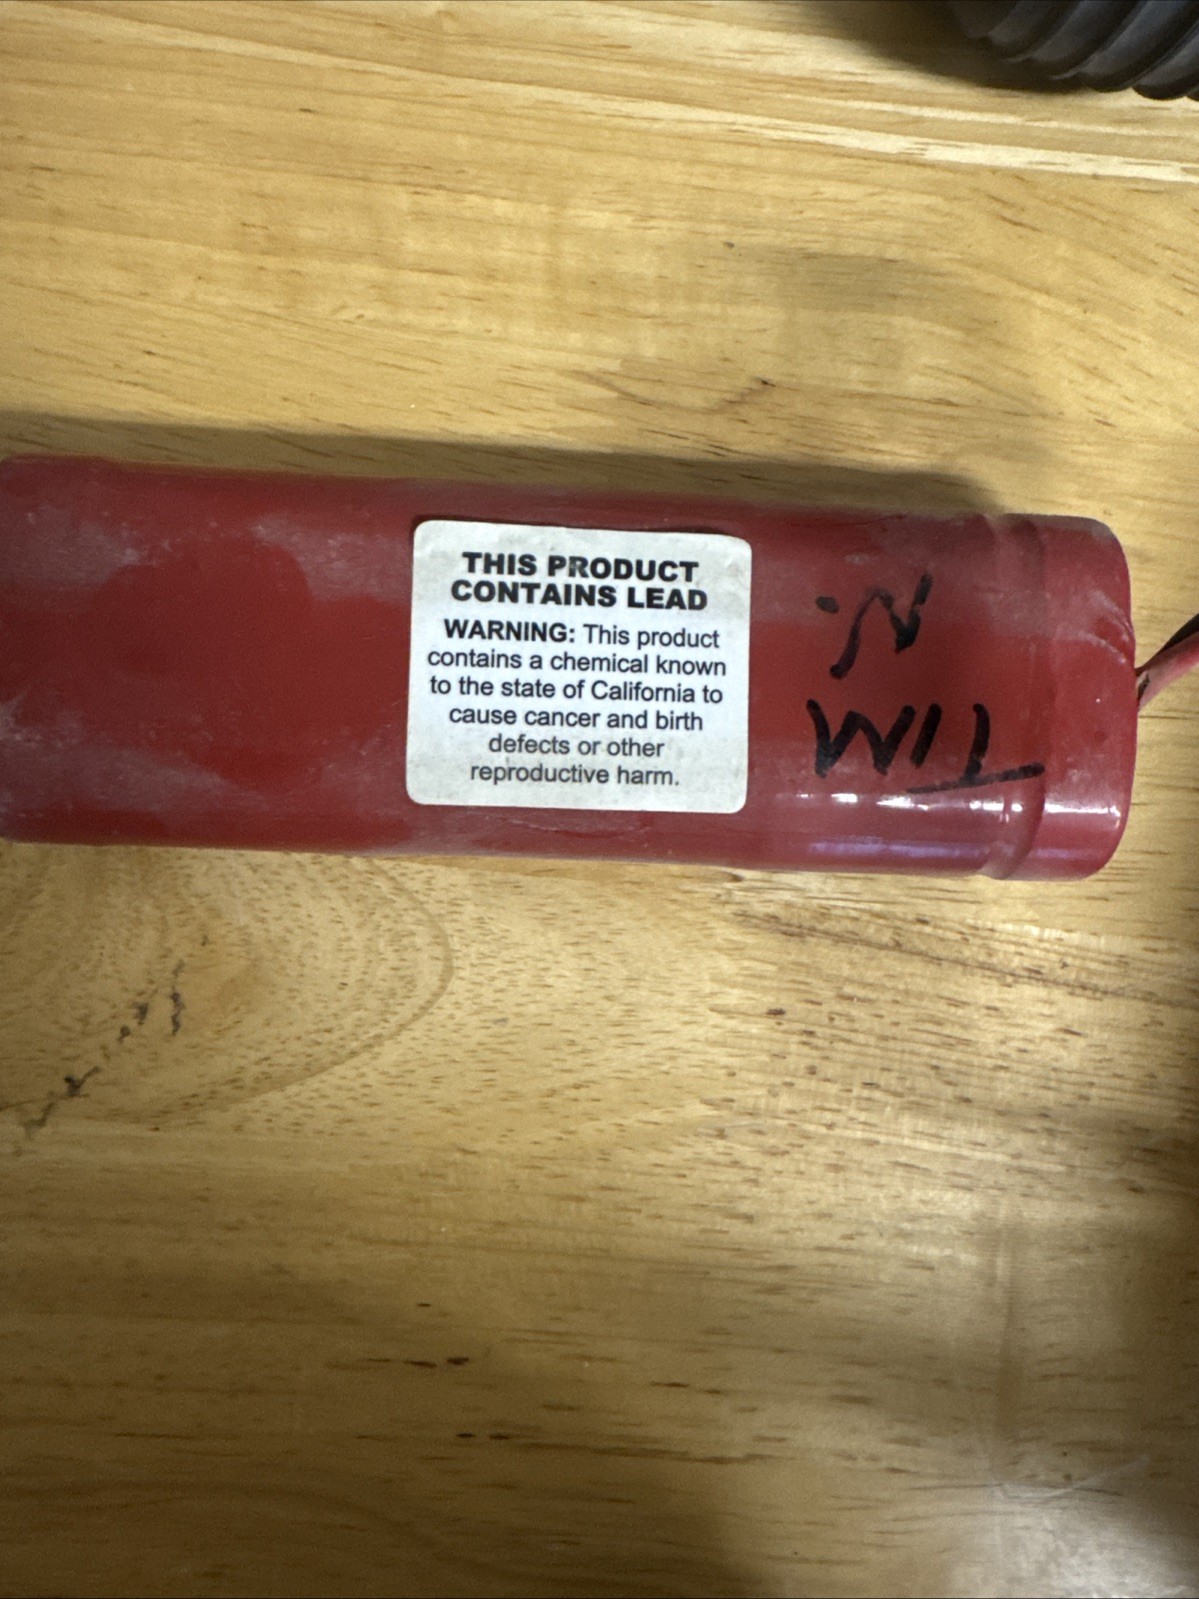 THIS PRODUCT
CONTAINS LEAD
WARNING: This product
contains a chemical known
to the state of California to
cause cancer and birth
defects or other
reproductive harm.
TIM
N.